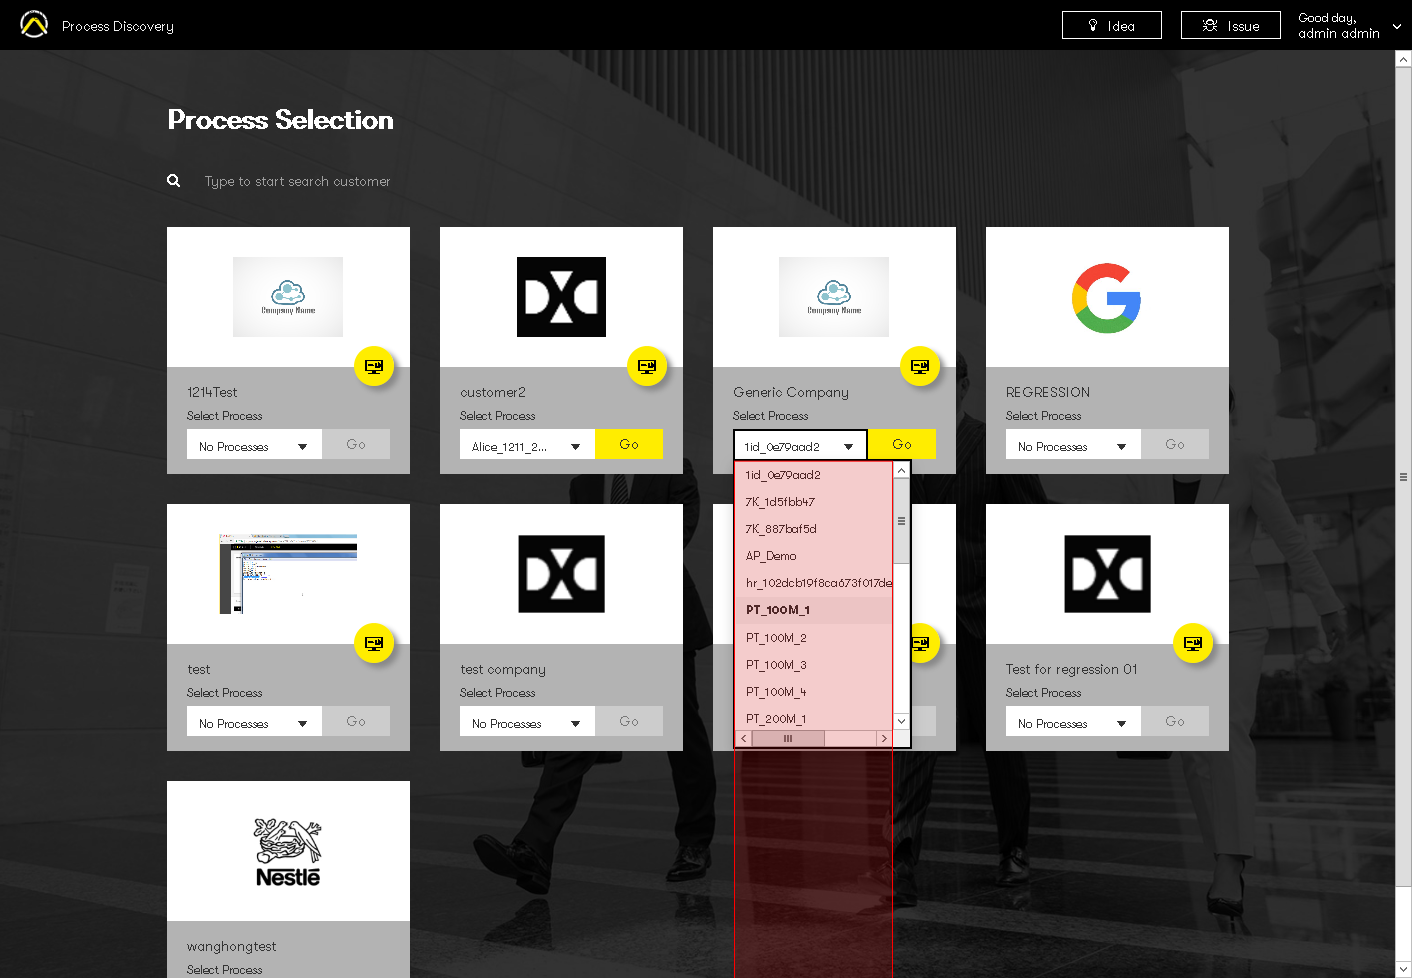 Process Discovery
Idea
Issue
Good day,
admin admin
Process Selection
Type to start search customer
Company Name
Company Name
1214Test
Select Process
No Processes
Go
customer2
Select Process
Alice_1211_2...
Go
Generic Company
Select Process
1id_0e79aad2
Go
REGRESSION
Select Process
No Processes
Go
1id_0e79aad2
7K_1d5fbb47
7K_887baf5d
AP_Demo
hr_102dcb19f8ca673f017de
PT_100M_1
PT_100M_2
PT_100M_3
PT_100M_4
PT_200M_1
test
Select Process
No Processes
Go
test company
Select Process
No Processes
Go
Test for regression 01
Select Process
No Processes
Go
Nestlé
wanghongtest
Select Process